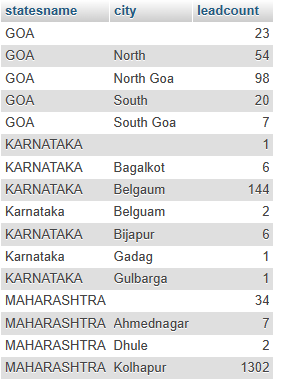 statesname city leadcount
GOA 23
GOA North 54
GOA North Goa 98
GOA South 20
GOA South Goa 7
KARNATAKA 1
KARNATAKA Bagalkot 6
KARNATAKA Belgaum 144
Karnataka Belguam 2
KARNATAKA Bijapur 6
Karnataka Gadag 1
KARNATAKA Gulbarga 1
MAHARASHTRA 34
MAHARASHTRA Ahmednagar 7
MAHARASHTRA Dhule 2
MAHARASHTRA Kolhapur 1302